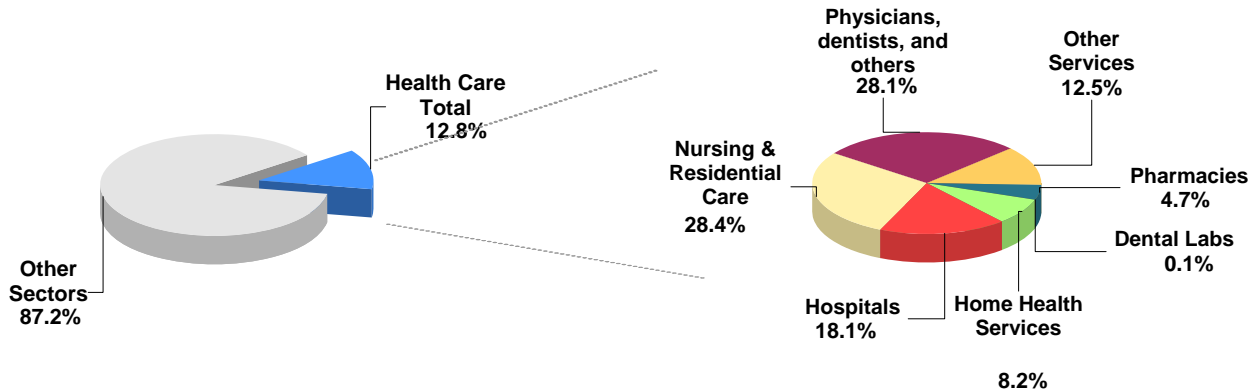 Health Care
Total
12.8%
Other
Sectors
87.2%
Physicians,
dentists, and
others
28.1%
Other
Services
12.5%
Nursing &
Residential
Care
28.4%
Pharmacies
4.7%
Dental Labs
0.1%
Hospitals
18.1%
Home Health
Services
8.2%